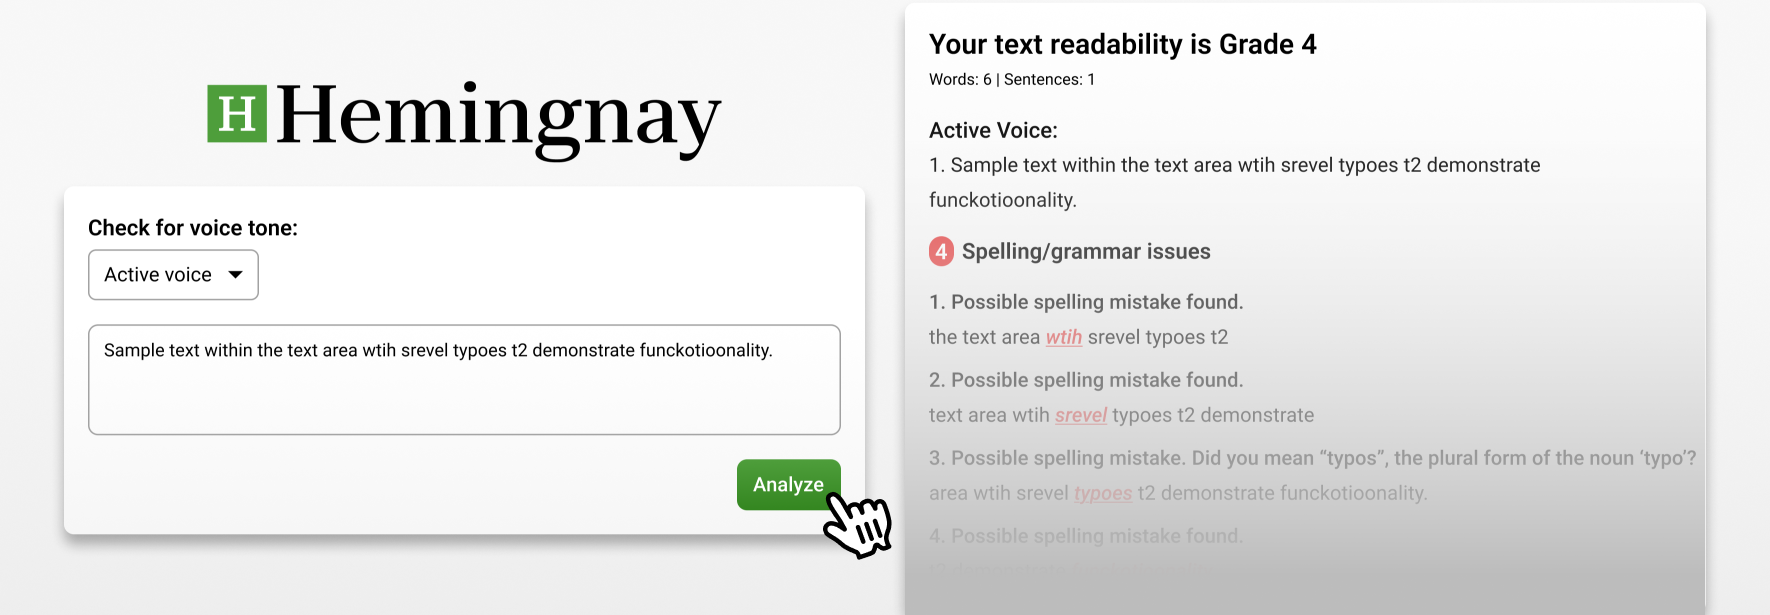 H Hemingnay
Check for voice tone:
Active voice
Sample text within the text area wtih srevel typoes t2 demonstrate funckotioonality.
Analyze
Your text readability is Grade 4
Words: 6 | Sentences: 1
Active Voice:
1. Sample text within the text area wtih srevel typoes t2 demonstrate
funckotioonality.
4 Spelling/grammar issues
1. Possible spelling mistake found.
the text area wtih srevel typoes t2
2. Possible spelling mistake found.
text area wtih srevel typoes t2 demonstrate
3. Possible spelling mistake. Did you mean “typos”, the plural form of the noun ‘typo’?
area wtih srevel typoes t2 demonstrate funckotioonality.
4. Possible spelling mistake found.